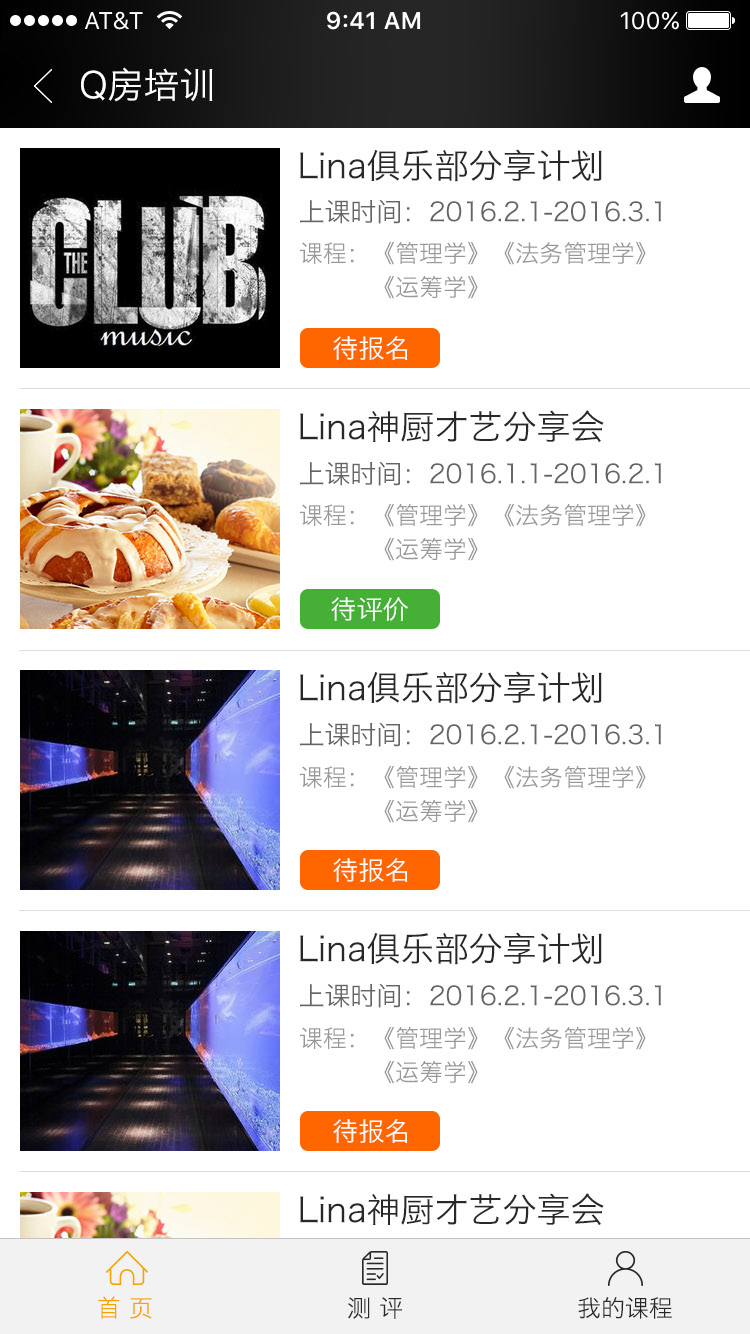 AT&T 9:41 AM 100%
Q房培训
THE
CLUB
music
Lina俱乐部分享计划
上课时间：2016.2.1-2016.3.1
课程：《管理学》《法务管理学》
《运筹学》
待报名
Lina神厨才艺分享会
上课时间：2016.1.1-2016.2.1
课程：《管理学》《法务管理学》
《运筹学》
待评价
Lina俱乐部分享计划
上课时间：2016.2.1-2016.3.1
课程：《管理学》《法务管理学》
《运筹学》
待报名
Lina俱乐部分享计划
上课时间：2016.2.1-2016.3.1
课程：《管理学》《法务管理学》
《运筹学》
待报名
Lina神厨才艺分享会
首 页 测 评 我的课程